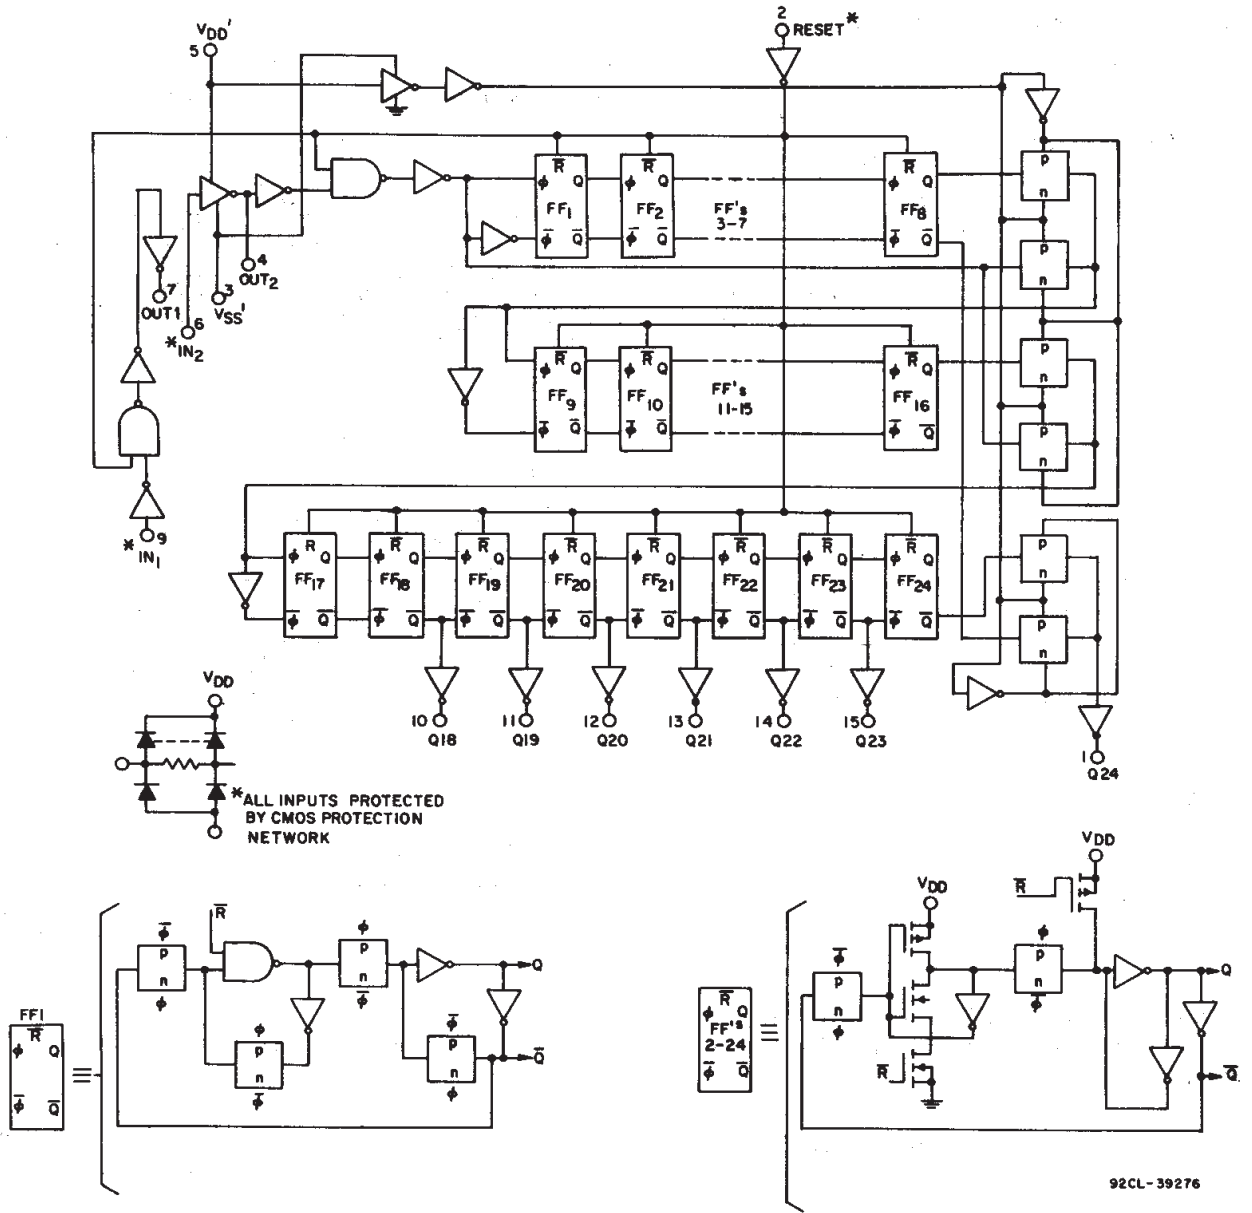 2
RESET*
VDD'
5
R̅ R̅ R̅
ϕ Q ϕ Q ϕ Q
FF1 FF2 FF's 3-7 FF8
ϕ̅ Q̅ ϕ̅ Q̅ ϕ̅ Q̅
p
n
p
n
7
OUT1
4
OUT2
3
VSS'
6
*IN2
R̅ R̅ R̅
ϕ Q ϕ Q ϕ Q
FF9 FF10 FF's 11-15 FF16
ϕ̅ Q̅ ϕ̅ Q̅ ϕ̅ Q̅
p
n
p
n
9
* IN1
R R̅ R̅ R̅ R̅ R̅ R̅ R̅
ϕ Q ϕ Q ϕ Q ϕ Q ϕ Q ϕ Q ϕ Q ϕ Q
FF17 FF18 FF19 FF20 FF21 FF22 FF23 FF24
ϕ̅ Q̅ ϕ̅ Q̅ ϕ̅ Q̅ ϕ̅ Q̅ ϕ̅ Q̅ ϕ̅ Q̅ ϕ̅ Q̅ ϕ̅ Q̅
p
n
p
n
10 11 12 13 14 15
Q18 Q19 Q20 Q21 Q22 Q23
1
Q24
VDD
*ALL INPUTS PROTECTED
BY CMOS PROTECTION
NETWORK
FF1
R̅
ϕ Q
ϕ̅ Q̅
≡
ϕ̅
p
n
ϕ
R̅
ϕ
p
n
ϕ̅
ϕ
p
n
ϕ̅
ϕ̅
p
n
ϕ
Q
Q̅
R̅
ϕ Q
FF's
2-24
ϕ̅ Q̅
≡
ϕ̅
p
n
ϕ
VDD
R̅
VDD
R̅
ϕ
p
n
ϕ̅
Q
Q̅
92CL-39276